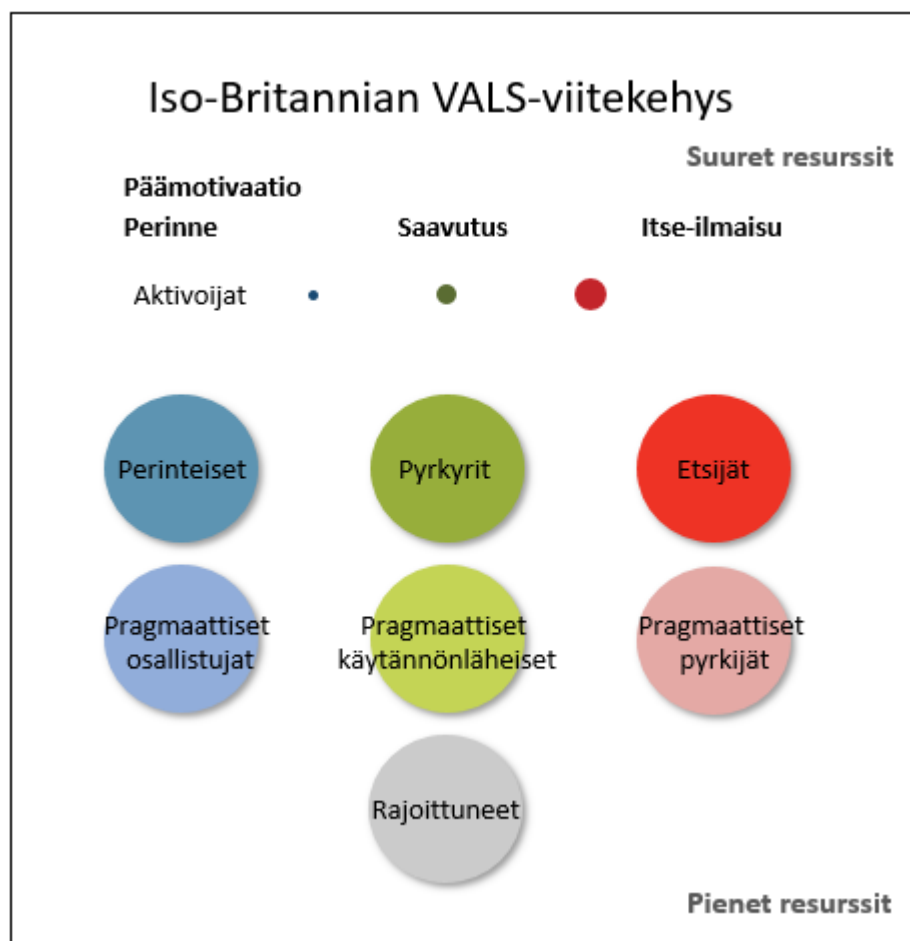 Iso-Britannian VALS-viitekehys
Suuret resurssit
Päämotivaatio
Perinne Saavutus Itse-ilmaisu
Aktivoijat
Perinteiset Pyrkyrit Etsijät
Pragmaattiset osallistujat
Pragmaattiset käytännönläheiset
Pragmaattiset pyrkijät
Rajoittuneet
Pienet resurssit